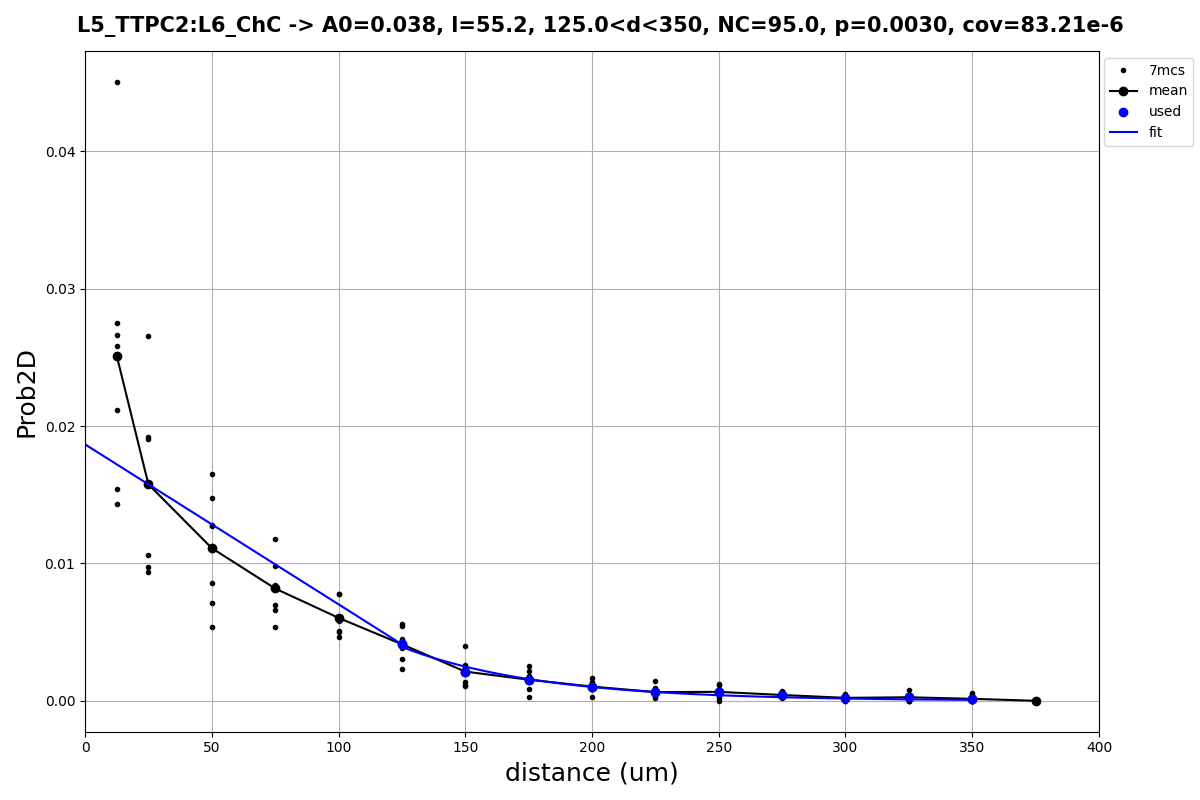 L5_TTPC2:L6_ChC -> A0=0.038, l=55.2, 125.0<d<350, NC=95.0, p=0.0030, cov=83.21e-6
7mcs
mean
used
fit
0.04
0.03
0.02
0.01
0.00
Prob2D
0 50 100 150 200 250 300 350 400
distance (um)